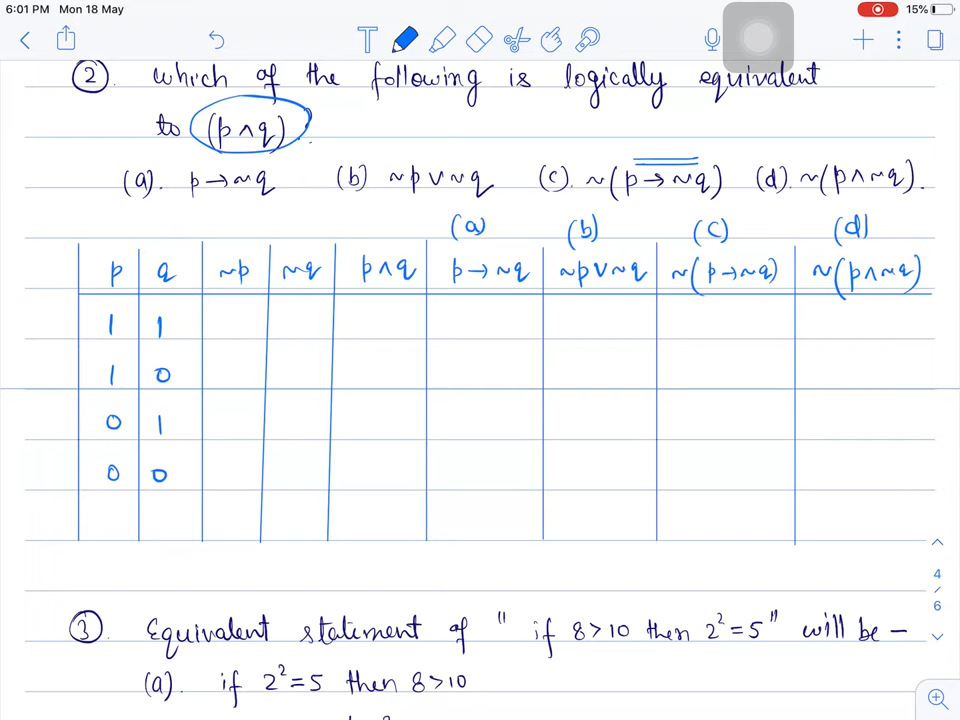 6:01 PM Mon 18 May 15%
② Which of the following is logically equivalent
to (p ∧ q) ?
(a). p → ~q (b) ~p ∨ ~q (c). ~(p → ~q) (d). ~(p ∧ ~q).
(a) (b) (c) (d)
p q ~p ~q p ∧ q p → ~q ~p ∨ ~q ~(p → ~q) ~(p ∧ ~q)
1 1
1 0
0 1
0 0
4
/
6
③. Equivalent statement of " if 8 > 10 then 2² = 5 " will be –
(a). if 2² = 5 then 8 > 10